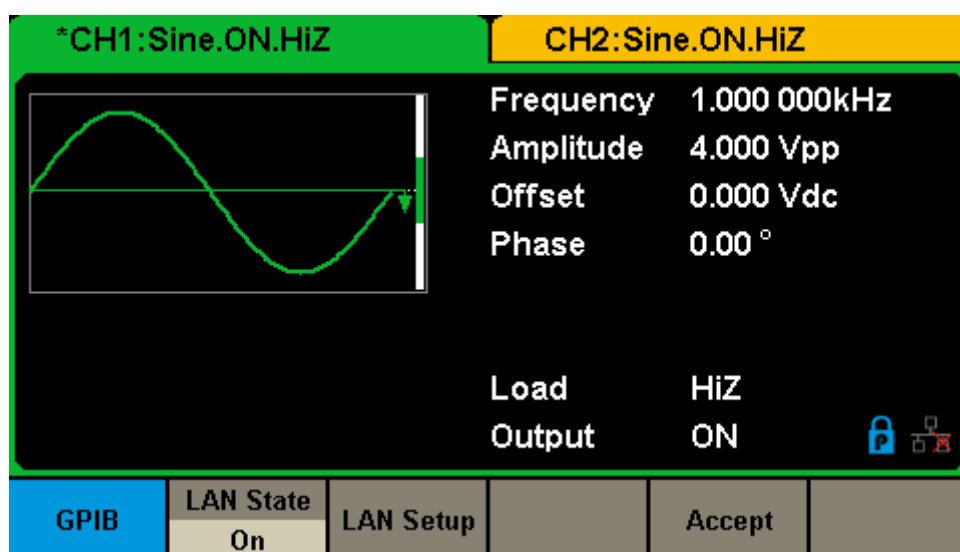 *CH1:Sine.ON.HiZ CH2:Sine.ON.HiZ
Frequency 1.000 000kHz
Amplitude 4.000 Vpp
Offset 0.000 Vdc
Phase 0.00 °
Load HiZ
Output ON
P
GPIB LAN State On LAN Setup Accept